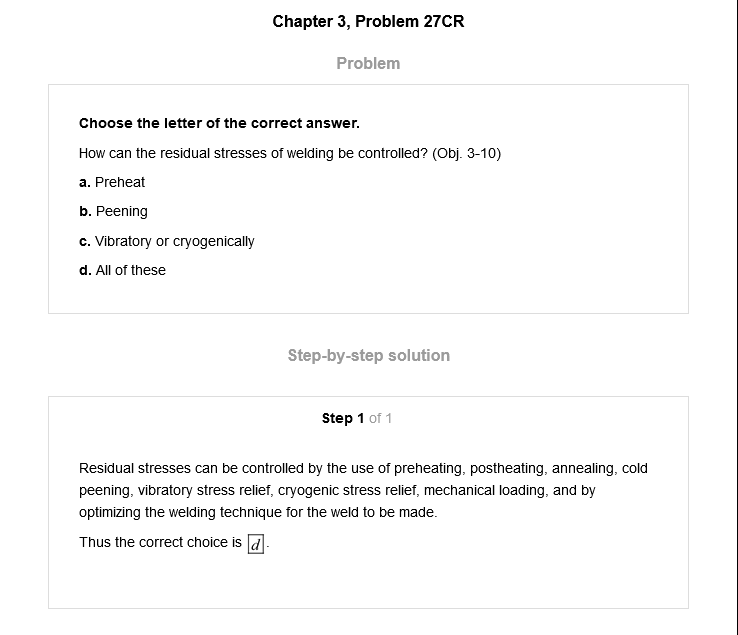 Chapter 3, Problem 27CR
Problem
Choose the letter of the correct answer.
How can the residual stresses of welding be controlled? (Obj. 3-10)
a. Preheat
b. Peening
c. Vibratory or cryogenically
d. All of these
Step-by-step solution
Step 1 of 1
Residual stresses can be controlled by the use of preheating, postheating, annealing, cold
peening, vibratory stress relief, cryogenic stress relief, mechanical loading, and by
optimizing the welding technique for the weld to be made.
Thus the correct choice is d.